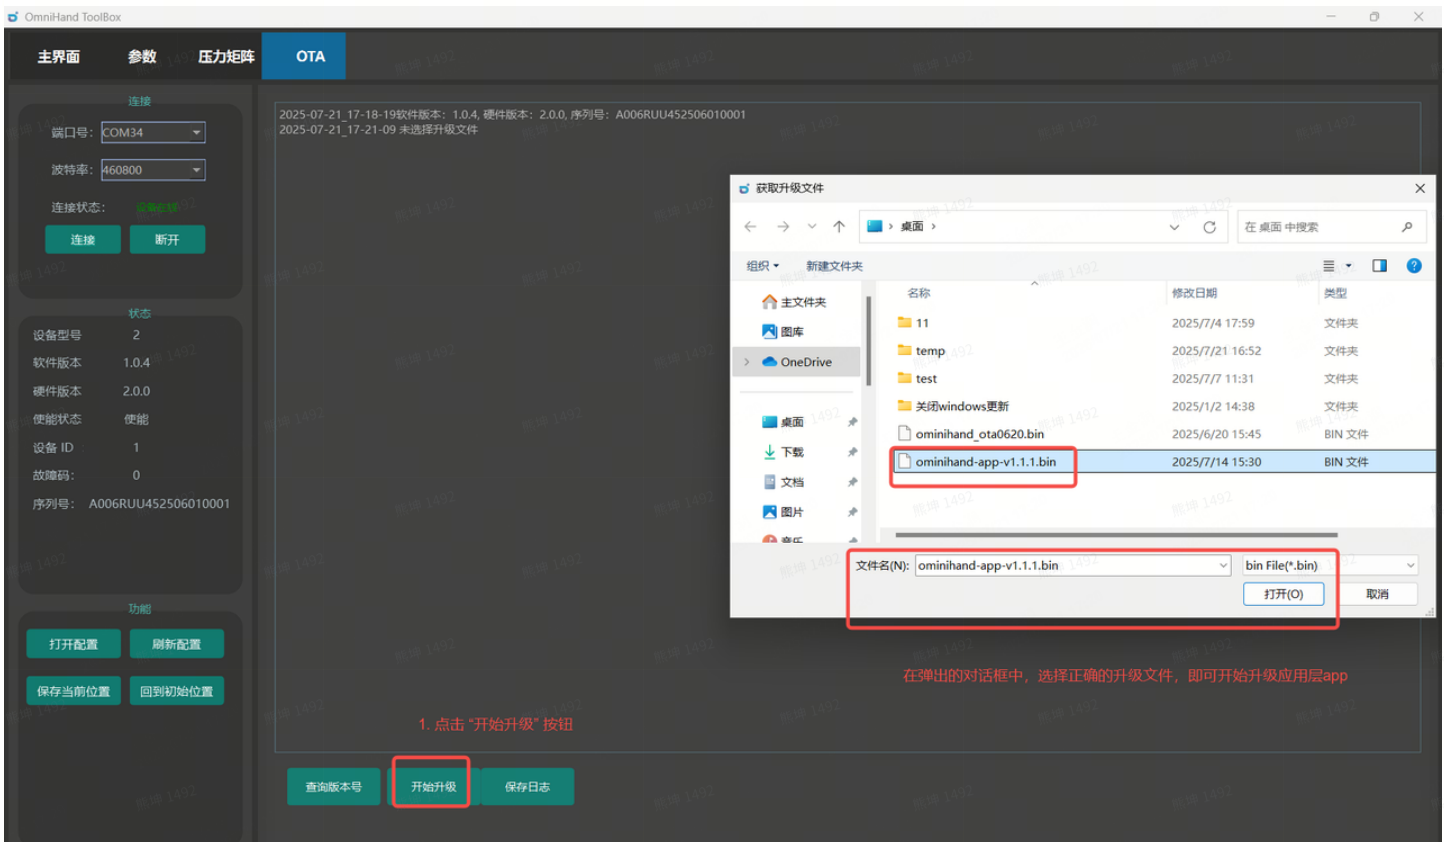 OmniHand ToolBox
主界面 参数 压力矩阵 OTA
连接
端口号: COM34
波特率: 460800
连接状态: 设备在线
连接 断开
状态
设备型号 2
软件版本 1.0.4
硬件版本 2.0.0
使能状态 使能
设备 ID 1
故障码: 0
序列号: A006RUU452506010001
功能
打开配置 刷新配置
保存当前位置 回到初始位置
2025-07-21_17-18-19软件版本: 1.0.4, 硬件版本: 2.0.0, 序列号: A006RUU452506010001
2025-07-21_17-21-09 未选择升级文件
获取升级文件
桌面
在 桌面 中搜索
组织 新建文件夹
主文件夹
图库
OneDrive
桌面
下载
文档
图片
音乐
名称 修改日期 类型
11 2025/7/4 17:59 文件夹
temp 2025/7/21 16:52 文件夹
test 2025/7/7 11:31 文件夹
关闭windows更新 2025/1/2 14:38 文件夹
ominihand_ota0620.bin 2025/6/20 15:45 BIN 文件
ominihand-app-v1.1.1.bin 2025/7/14 15:30 BIN 文件
文件名(N): ominihand-app-v1.1.1.bin bin File(*.bin)
打开(O) 取消
在弹出的对话框中，选择正确的升级文件，即可开始升级应用层app
1. 点击 “开始升级” 按钮
查询版本号 开始升级 保存日志
熊坤 1492